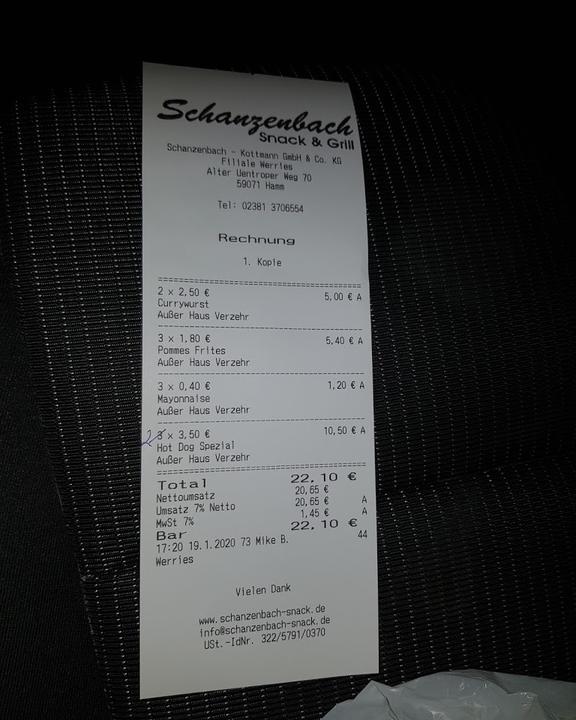 Schanzenbach
Snack & Grill
Schanzenbach - Kottmann GmbH & Co. KG
Filiale Werries
Alter Uentroper Weg 70
59071 Hamm
Tel: 02381 3706554
Rechnung
1. Kopie
2 x 2,50 € 5,00 € A
Currywurst
Außer Haus Verzehr
3 x 1,80 € 5,40 € A
Pommes Frites
Außer Haus Verzehr
3 x 0,40 € 1,20 € A
Mayonnaise
Außer Haus Verzehr
2 3 x 3,50 € 10,50 € A
Hot Dog Spezial
Außer Haus Verzehr
Total 22,10 €
Nettoumsatz 20,65 €
Umsatz 7% Netto 20,65 € A
MwSt 7% 1,45 € A
Bar 22,10 €
17:20 19.1.2020 73 Mike B. 44
Werries
Vielen Dank
www.schanzenbach-snack.de
info@schanzenbach-snack.de
USt.-IdNr. 322/5791/0370